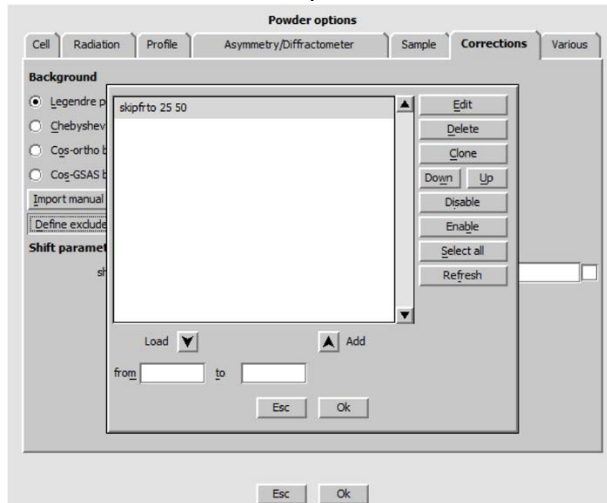 Powder options
Cell Radiation Profile Asymmetry/Diffractometer Sample Corrections Various
Background
Legendre p
Chebyshev
Cos-ortho b
Cos-GSAS b
Import manual
Define exclude
Shift paramet
sh
skipfrto 25 50
Edit
Delete
Clone
Down Up
Disable
Enable
Select all
Refresh
Load Add
from to
Esc Ok
Esc Ok